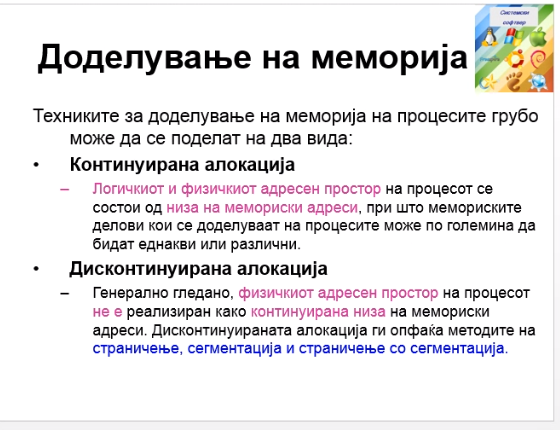 Системски
софтвер
Доделување на меморија
Техниките за доделување на меморија на процесите грубо
може да се поделат на два вида:
• Континуирана алокација
– Логичкиот и физичкиот адресен простор на процесот се
состои од низа на мемориски адреси, при што мемориските
делови кои се доделуваат на процесите може по големина да
бидат еднакви или различни.
• Дисконтинуирана алокација
– Генерално гледано, физичкиот адресен простор на процесот
не е реализиран како континуирана низа на мемориски
адреси. Дисконтинуираната алокација ги опфаќа методите на
страничење, сегментација и страничење со сегментација.